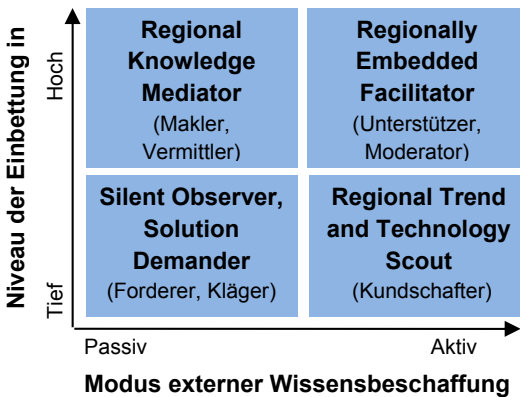 Niveau der Einbettung in
Hoch
Tief
Regional
Knowledge
Mediator
(Makler,
Vermittler)
Regionally
Embedded
Facilitator
(Unterstützer,
Moderator)
Silent Observer,
Solution
Demander
(Forderer, Kläger)
Regional Trend
and Technology
Scout
(Kundschafter)
Passiv
Aktiv
Modus externer Wissensbeschaffung